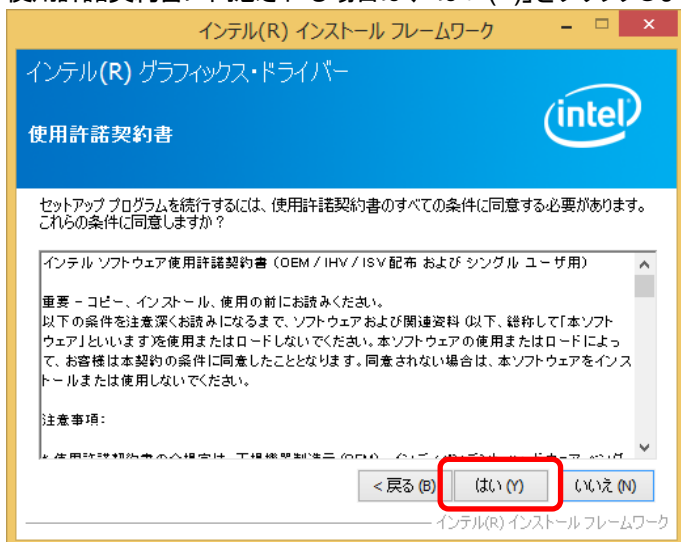 インテル(R) インストール フレームワーク
インテル(R) グラフィックス・ドライバー
intel
使用許諾契約書
セットアップ プログラムを続行するには、使用許諾契約書のすべての条件に同意する必要があります。
これらの条件に同意しますか？
インテル ソフトウェア使用許諾契約書 (OEM / IHV / ISV 配布 および シングル ユーザ用)
重要 − コピー、インストール、使用の前にお読みください。
以下の条件を注意深くお読みになるまで、ソフトウェアおよび関連資料 (以下、総称して「本ソフト
ウェア」といいます)を使用またはロードしないでください。本ソフトウェアの使用またはロードによっ
て、お客様は本契約の条件に同意したこととなります。同意されない場合は、本ソフトウェアをインス
トールまたは使用しないでください。
注意事項：
< 戻る (B)
はい (Y)
いいえ (N)
インテル(R) インストール フレームワーク